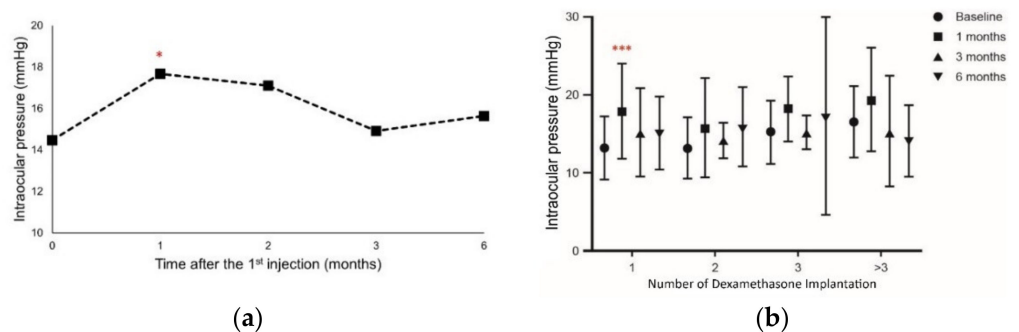 20
18
16
14
12
10
Intraocular pressure (mmHg)
*
0 1 2 3 6
Time after the 1st injection (months)
(a)
30
20
10
0
Intraocular pressure (mmHg)
***
1 2 3 >3
Number of Dexamethasone Implantation
Baseline
1 months
3 months
6 months
(b)